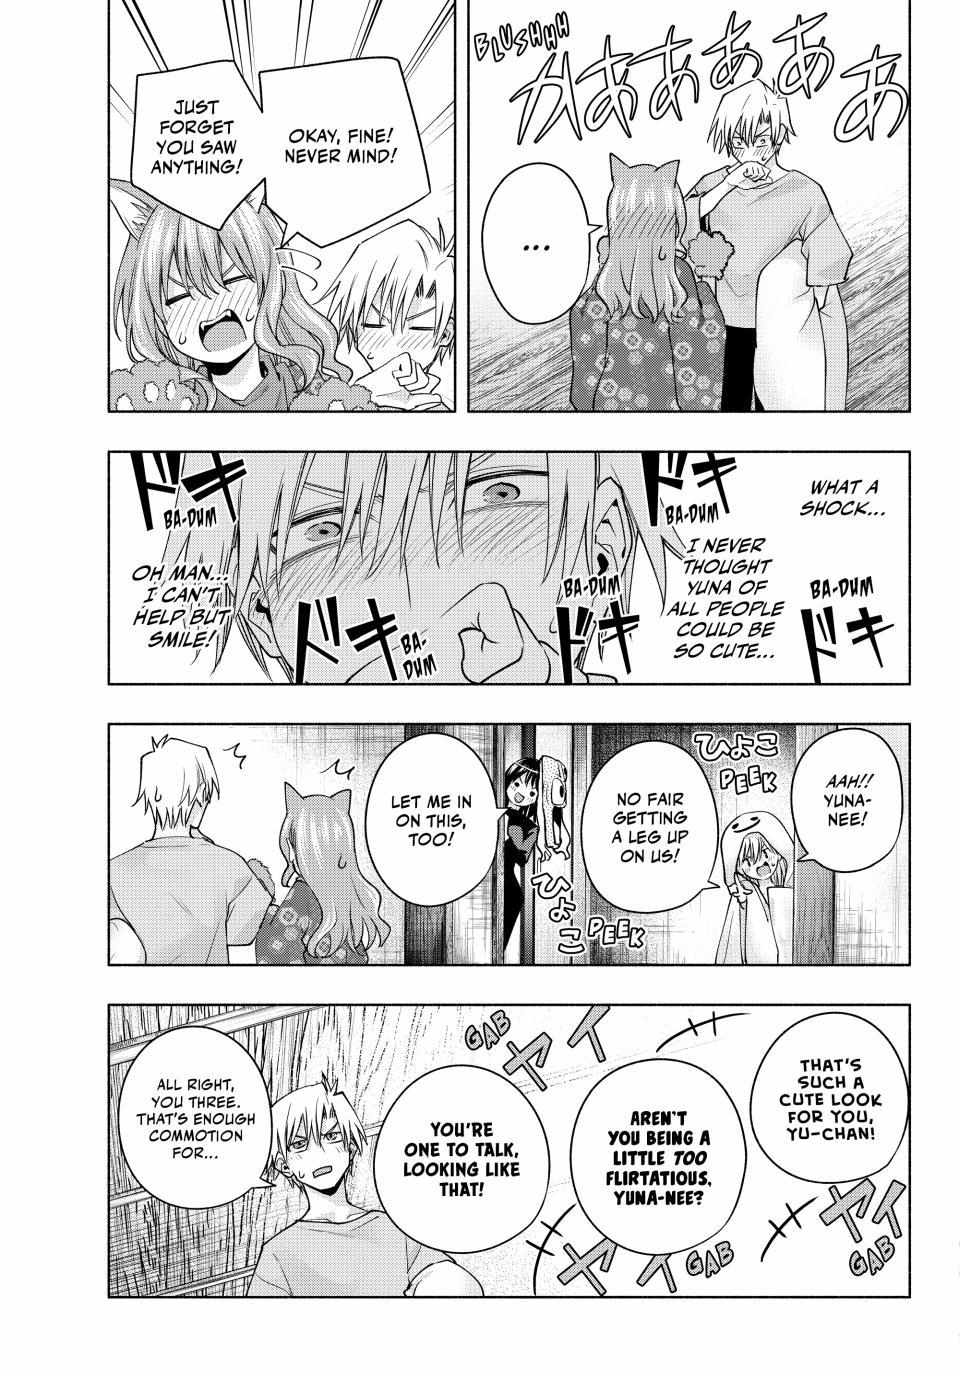 BLUSHHH
かあああああ
...
OKAY, FINE!
NEVER MIND!
JUST
FORGET
YOU SAW
ANYTHING!
WHAT A
SHOCK...
I NEVER
THOUGHT
YUNA OF
ALL PEOPLE
COULD BE
SO CUTE...
BA-DUM
ドキ
BA-DUM
ドキ
BA-DUM
ドキ
BA-DUM
ドキ
BA-
DUM
ドキ
OH MAN...
I CAN'T
HELP BUT
SMILE!
AAH!!
YUNA-
NEE!
ひょこ
PEEK
NO FAIR
GETTING
A LEG UP
ON US!
ひょこ
PEEK
LET ME IN
ON THIS,
TOO!
THAT'S
SUCH A
CUTE LOOK
FOR YOU,
YU-CHAN!
ヤイ
GAB
AREN'T
YOU BEING A
LITTLE TOO
FLIRTATIOUS,
YUNA-NEE?
ヤイ
GAB
YOU'RE
ONE TO TALK,
LOOKING LIKE
THAT!
ヤイ
GAB
ALL RIGHT,
YOU THREE.
THAT'S ENOUGH
COMMOTION
FOR...